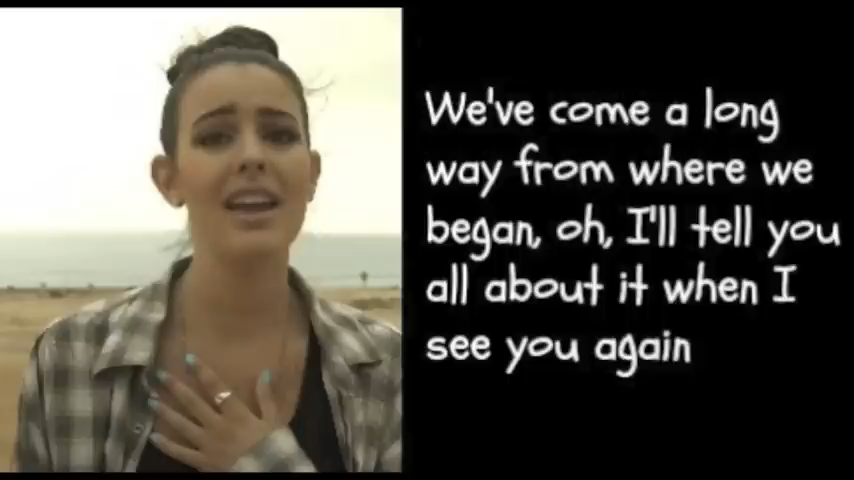 We've come a long
way from where we
began, oh, I'll tell you
all about it when I
see you again